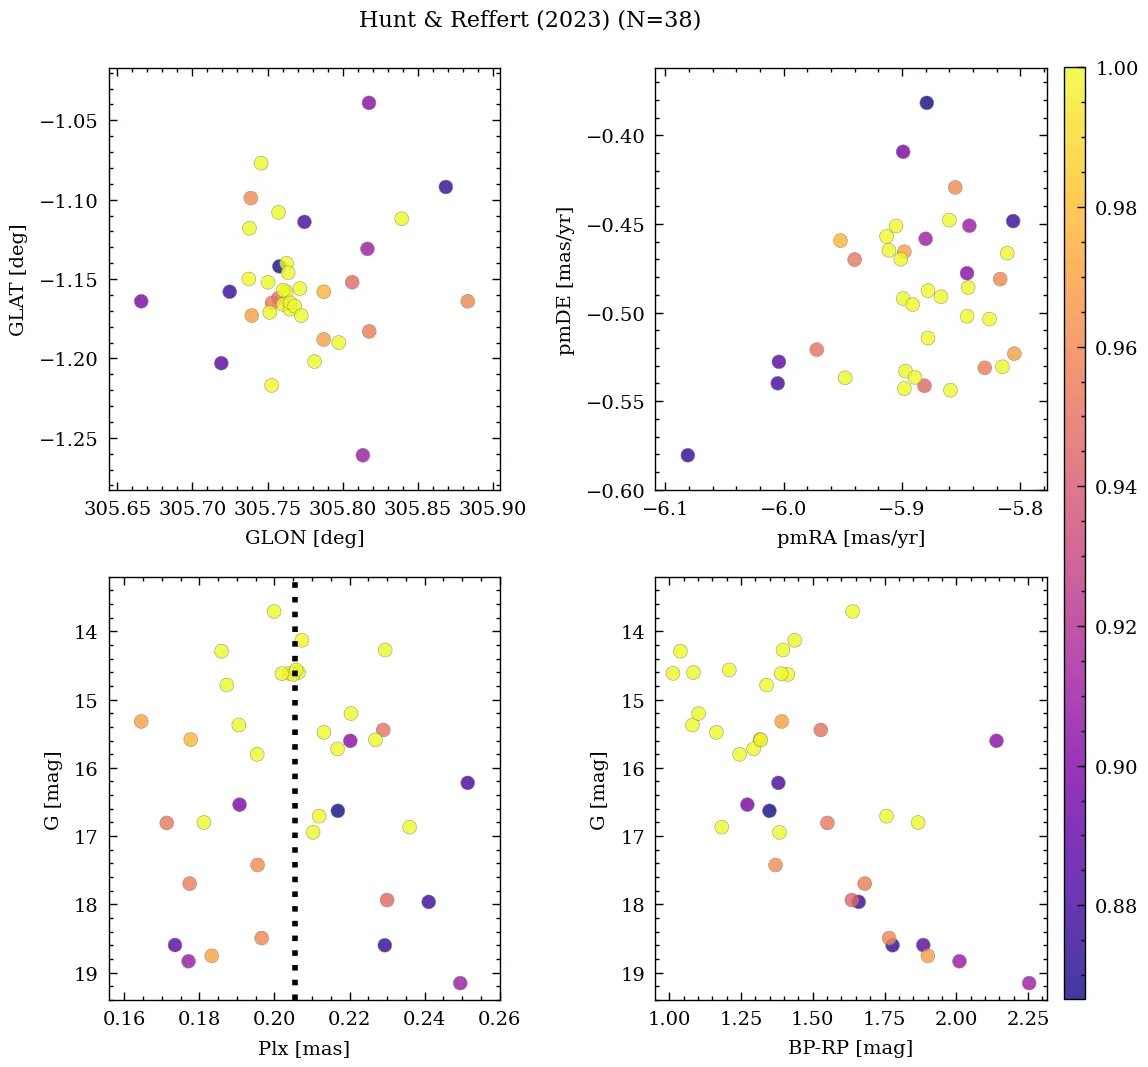 Hunt & Reffert (2023) (N=38)
−1.05
−1.10
−1.15
−1.20
−1.25
GLAT [deg]
305.65 305.70 305.75 305.80 305.85 305.90
GLON [deg]
−0.40
−0.45
−0.50
−0.55
−0.60
pmDE [mas/yr]
−6.1 −6.0 −5.9 −5.8
pmRA [mas/yr]
14
15
16
17
18
19
G [mag]
0.16 0.18 0.20 0.22 0.24 0.26
Plx [mas]
14
15
16
17
18
19
G [mag]
1.00 1.25 1.50 1.75 2.00 2.25
BP-RP [mag]
1.00
0.98
0.96
0.94
0.92
0.90
0.88